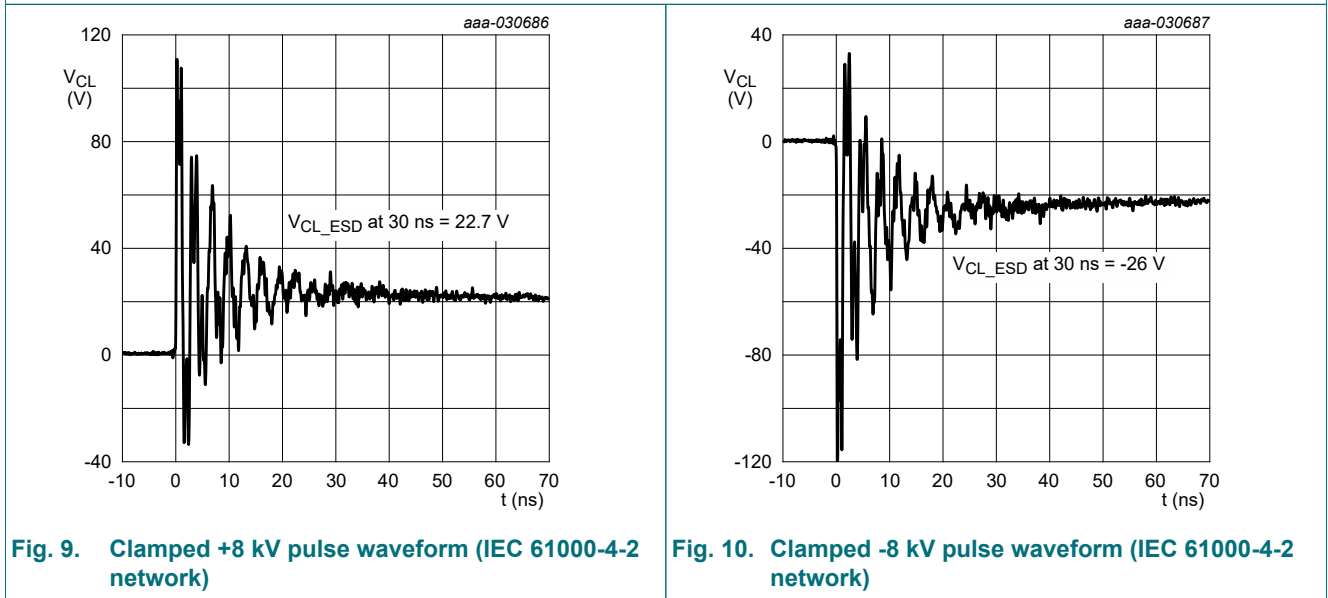 aaa-030686
120
80
40
0
-40
VCL
(V)
VCL_ESD at 30 ns = 22.7 V
-10 0 10 20 30 40 50 60 70
t (ns)
Fig. 9. Clamped +8 kV pulse waveform (IEC 61000-4-2
network)
aaa-030687
40
0
-40
-80
-120
VCL
(V)
VCL_ESD at 30 ns = -26 V
-10 0 10 20 30 40 50 60 70
t (ns)
Fig. 10. Clamped -8 kV pulse waveform (IEC 61000-4-2
network)